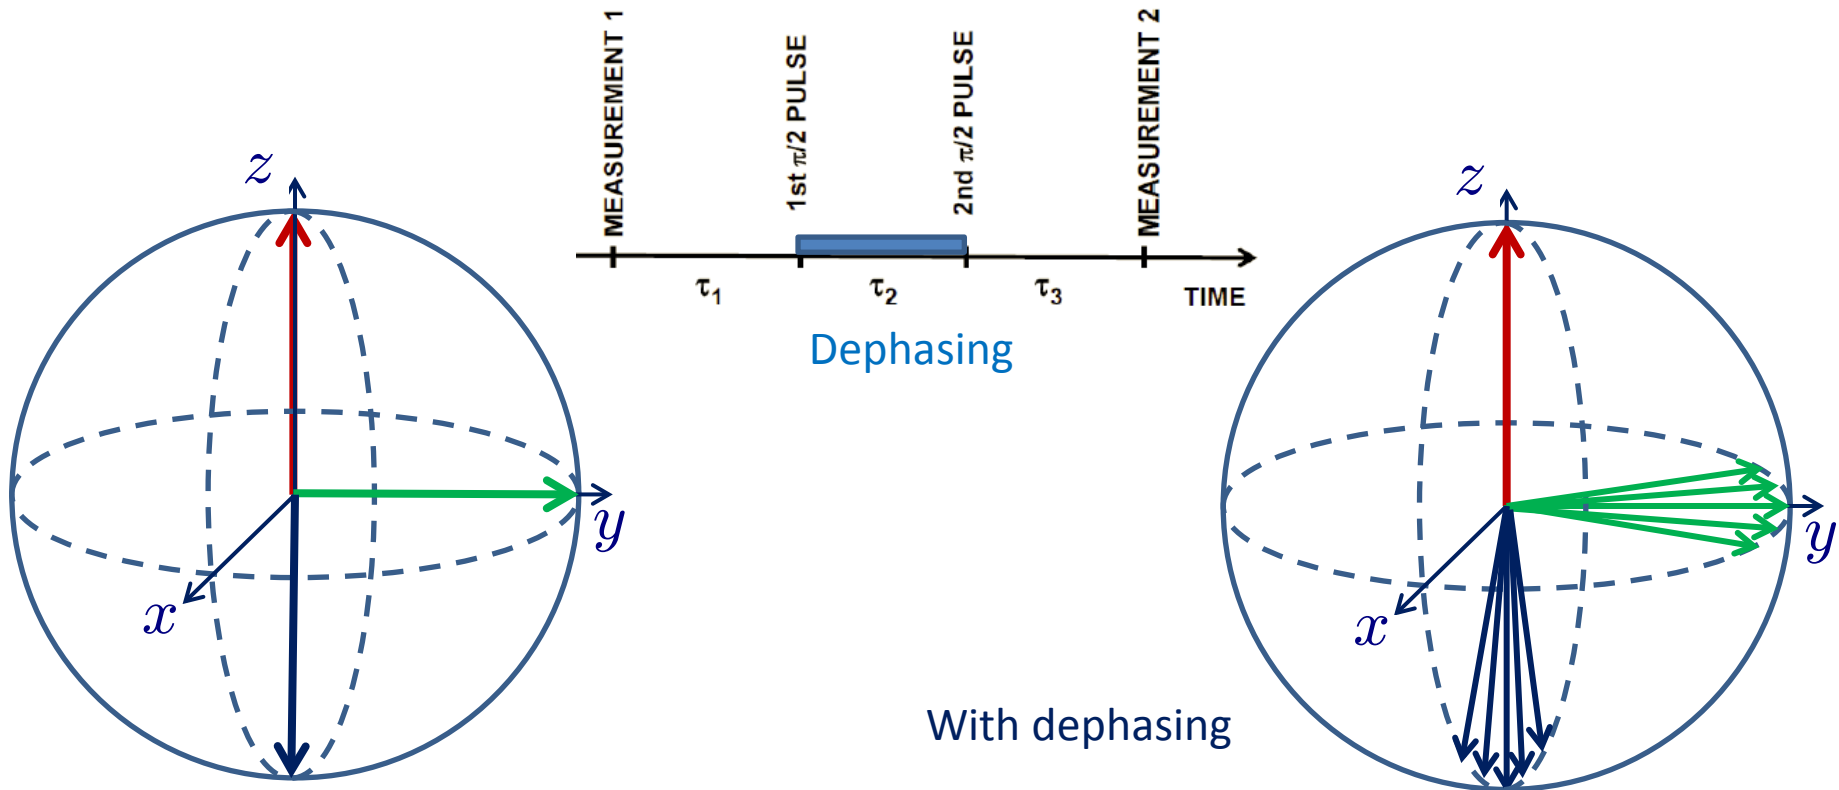 MEASUREMENT 1
1st π/2 PULSE
2nd π/2 PULSE
MEASUREMENT 2
τ1
τ2
τ3
TIME
Dephasing
z
y
x
z
y
x
With dephasing